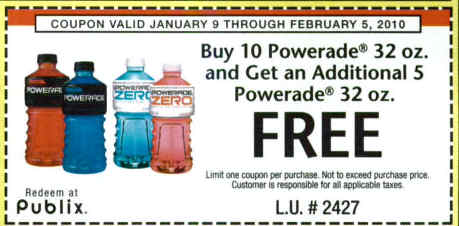 COUPON VALID JANUARY 9 THROUGH FEBRUARY 5, 2010
Buy 10 Powerade® 32 oz.
and Get an Additional 5
Powerade® 32 oz.
FREE
POWERADE
POWERADE
POWERADE
ZERO
POWERADE
ZERO
Limit one coupon per purchase. Not to exceed purchase price.
Customer is responsible for all applicable taxes.
Redeem at
Publix.
L.U. # 2427